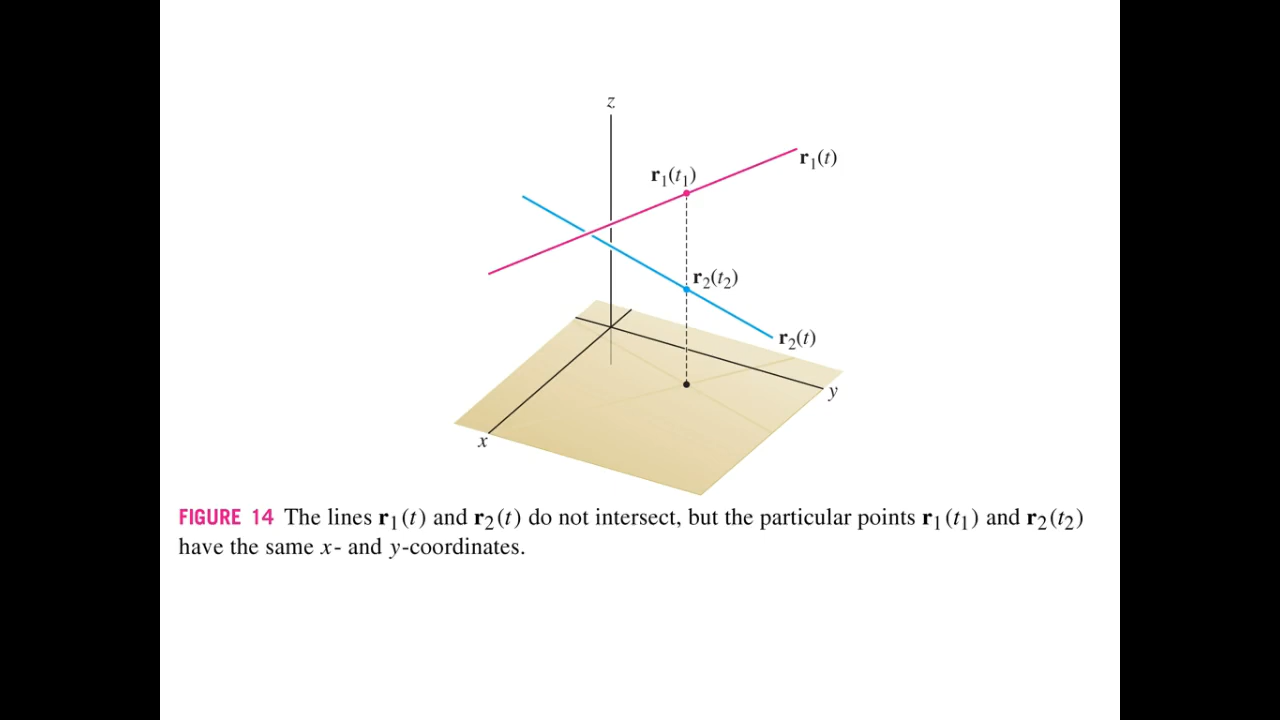 z
r₁(t)
r₁(t₁)
r₂(t₂)
r₂(t)
y
x
FIGURE 14 The lines r₁(t) and r₂(t) do not intersect, but the particular points r₁(t₁) and r₂(t₂)
have the same x- and y-coordinates.